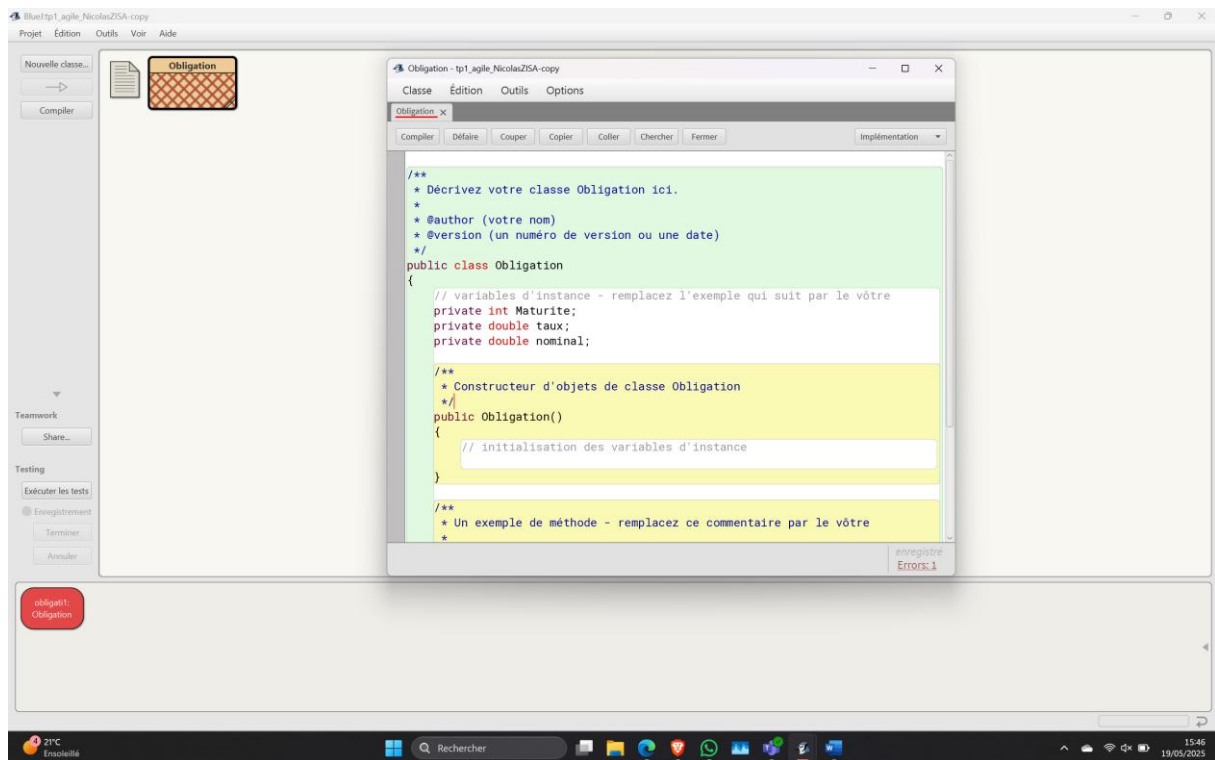 BlueJ:tp1_agile_NicolasZISA-copy
Projet Édition Outils Voir Aide
Nouvelle classe...
Compiler
Obligation
Obligation - tp1_agile_NicolasZISA-copy
Classe Édition Outils Options
Obligation
Compiler Défaire Couper Copier Coller Chercher Fermer Implémentation
/**
* Décrivez votre classe Obligation ici.
*
* @author (votre nom)
* @version (un numéro de version ou une date)
*/
public class Obligation
{
// variables d'instance - remplacez l'exemple qui suit par le vôtre
private int Maturite;
private double taux;
private double nominal;
/**
* Constructeur d'objets de classe Obligation
*/
public Obligation()
{
// initialisation des variables d'instance
}
/**
* Un exemple de méthode - remplacez ce commentaire par le vôtre
*
enregistré
Errors: 1
Teamwork
Share...
Testing
Exécuter les tests
Enregistrement
Terminer
Annuler
obligati1:
Obligation
4
21°C
Ensoleillé
Rechercher
15:46
19/05/2025